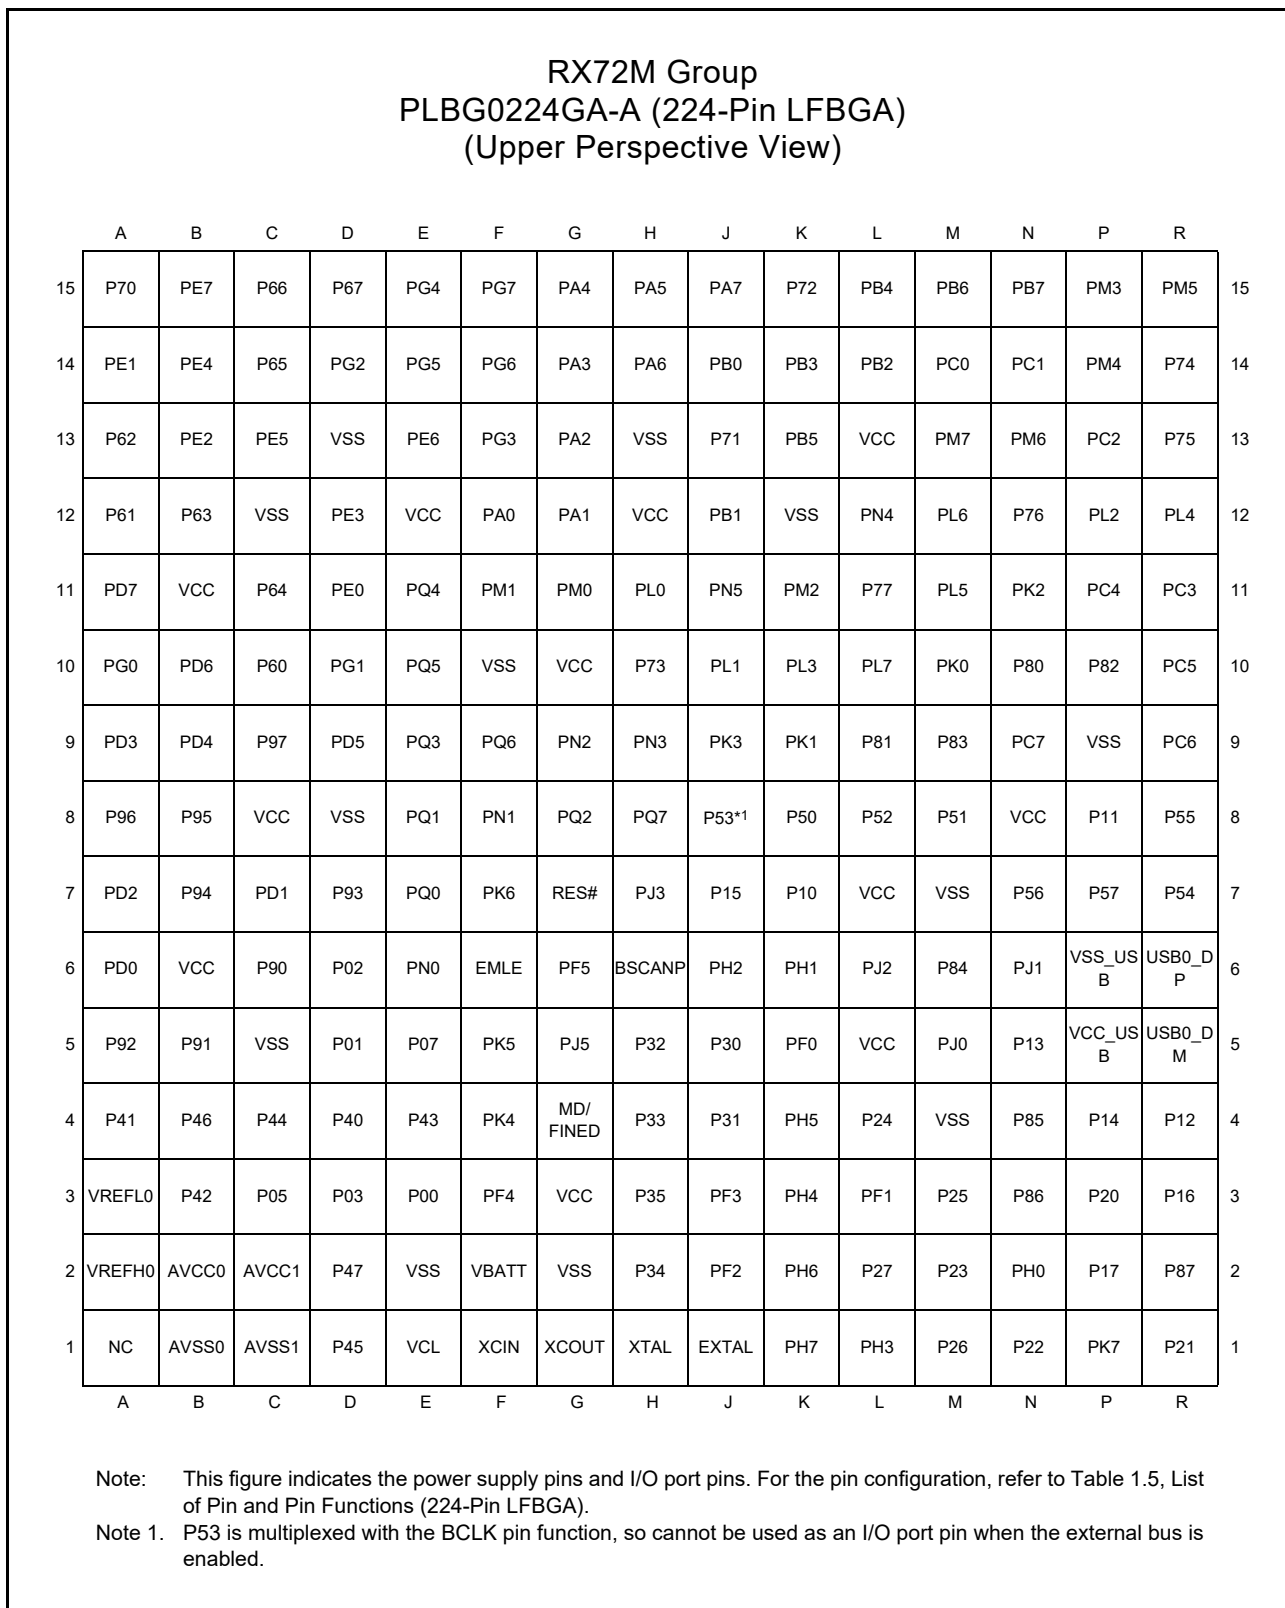 RX72M Group
PLBG0224GA-A (224-Pin LFBGA)
(Upper Perspective View)
A B C D E F G H J K L M N P R
15 P70 PE7 P66 P67 PG4 PG7 PA4 PA5 PA7 P72 PB4 PB6 PB7 PM3 PM5 15
14 PE1 PE4 P65 PG2 PG5 PG6 PA3 PA6 PB0 PB3 PB2 PC0 PC1 PM4 P74 14
13 P62 PE2 PE5 VSS PE6 PG3 PA2 VSS P71 PB5 VCC PM7 PM6 PC2 P75 13
12 P61 P63 VSS PE3 VCC PA0 PA1 VCC PB1 VSS PN4 PL6 P76 PL2 PL4 12
11 PD7 VCC P64 PE0 PQ4 PM1 PM0 PL0 PN5 PM2 P77 PL5 PK2 PC4 PC3 11
10 PG0 PD6 P60 PG1 PQ5 VSS VCC P73 PL1 PL3 PL7 PK0 P80 P82 PC5 10
9 PD3 PD4 P97 PD5 PQ3 PQ6 PN2 PN3 PK3 PK1 P81 P83 PC7 VSS PC6 9
8 P96 P95 VCC VSS PQ1 PN1 PQ2 PQ7 P53*1 P50 P52 P51 VCC P11 P55 8
7 PD2 P94 PD1 P93 PQ0 PK6 RES# PJ3 P15 P10 VCC VSS P56 P57 P54 7
6 PD0 VCC P90 P02 PN0 EMLE PF5 BSCANP PH2 PH1 PJ2 P84 PJ1 VSS_US B USB0_D P 6
5 P92 P91 VSS P01 P07 PK5 PJ5 P32 P30 PF0 VCC PJ0 P13 VCC_US B USB0_D M 5
4 P41 P46 P44 P40 P43 PK4 MD/ FINED P33 P31 PH5 P24 VSS P85 P14 P12 4
3 VREFL0 P42 P05 P03 P00 PF4 VCC P35 PF3 PH4 PF1 P25 P86 P20 P16 3
2 VREFH0 AVCC0 AVCC1 P47 VSS VBATT VSS P34 PF2 PH6 P27 P23 PH0 P17 P87 2
1 NC AVSS0 AVSS1 P45 VCL XCIN XCOUT XTAL EXTAL PH7 PH3 P26 P22 PK7 P21 1
A B C D E F G H J K L M N P R
Note: This figure indicates the power supply pins and I/O port pins. For the pin configuration, refer to Table 1.5, List
of Pin and Pin Functions (224-Pin LFBGA).
Note 1. P53 is multiplexed with the BCLK pin function, so cannot be used as an I/O port pin when the external bus is
enabled.